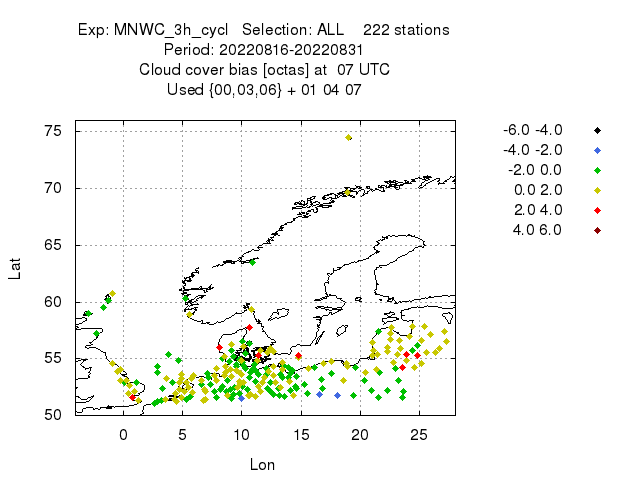 Exp: MNWC_3h_cycl Selection: ALL 222 stations
Period: 20220816-20220831
Cloud cover bias [octas] at 07 UTC
Used {00,03,06} + 01 04 07
75
70
65
60
55
50
Lat
0 5 10 15 20 25
Lon
-6.0 -4.0
-4.0 -2.0
-2.0 0.0
0.0 2.0
2.0 4.0
4.0 6.0